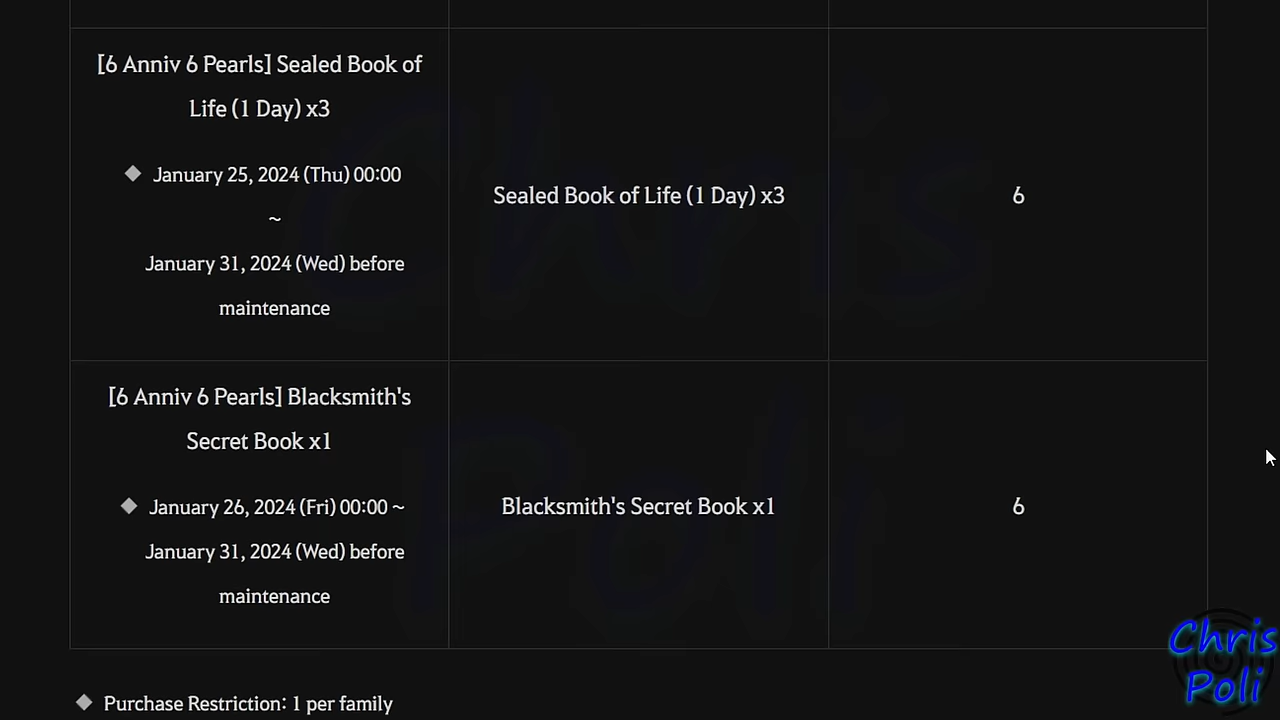 [6 Anniv 6 Pearls] Sealed Book of
Life (1 Day) x3
January 25, 2024 (Thu) 00:00
~
January 31, 2024 (Wed) before
maintenance
Sealed Book of Life (1 Day) x3
6
[6 Anniv 6 Pearls] Blacksmith's
Secret Book x1
January 26, 2024 (Fri) 00:00 ~
January 31, 2024 (Wed) before
maintenance
Blacksmith's Secret Book x1
6
Purchase Restriction: 1 per family
Chris
Poli
Chris
Poli